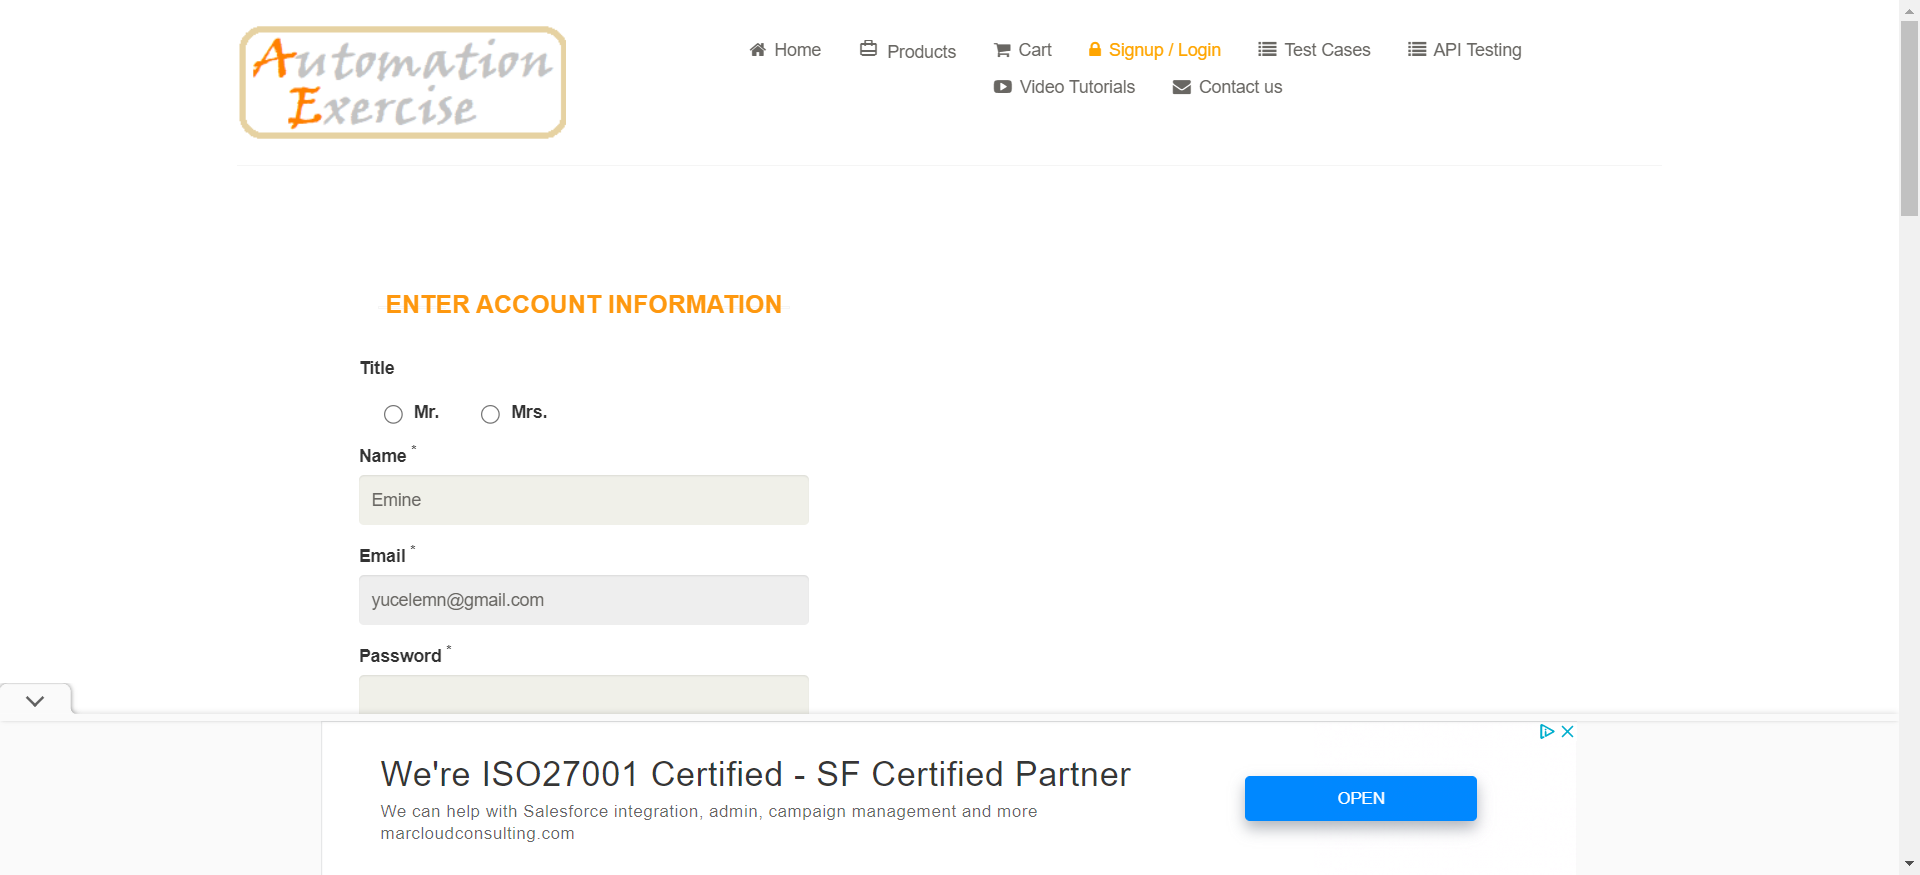 Automation
Exercise
Home
Products
Cart
Signup / Login
Test Cases
API Testing
Video Tutorials
Contact us
ENTER ACCOUNT INFORMATION
Title
Mr.
Mrs.
Name *
Emine
Email *
yucelemn@gmail.com
Password *
We're ISO27001 Certified - SF Certified Partner
We can help with Salesforce integration, admin, campaign management and more
marcloudconsulting.com
OPEN